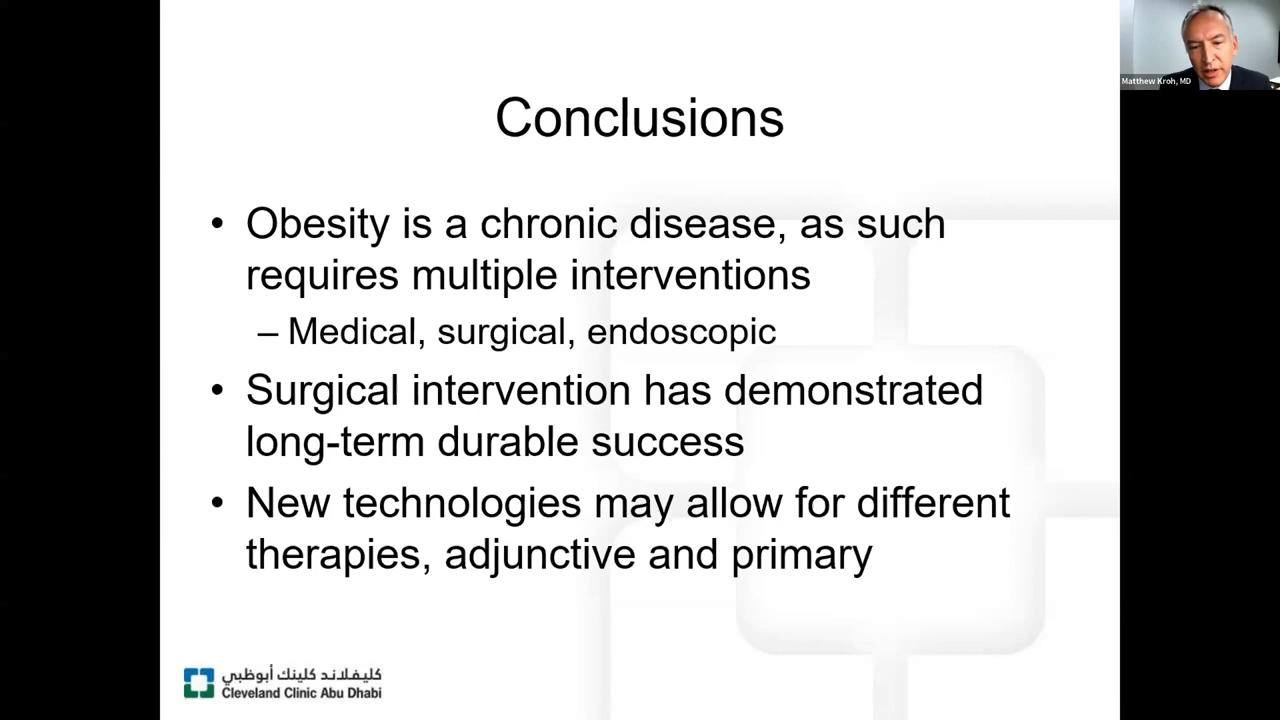 Matthew Kroh, MD
Conclusions
• Obesity is a chronic disease, as such
requires multiple interventions
– Medical, surgical, endoscopic
• Surgical intervention has demonstrated
long-term durable success
• New technologies may allow for different
therapies, adjunctive and primary
كليفلاند كلينك أبوظبي
Cleveland Clinic Abu Dhabi